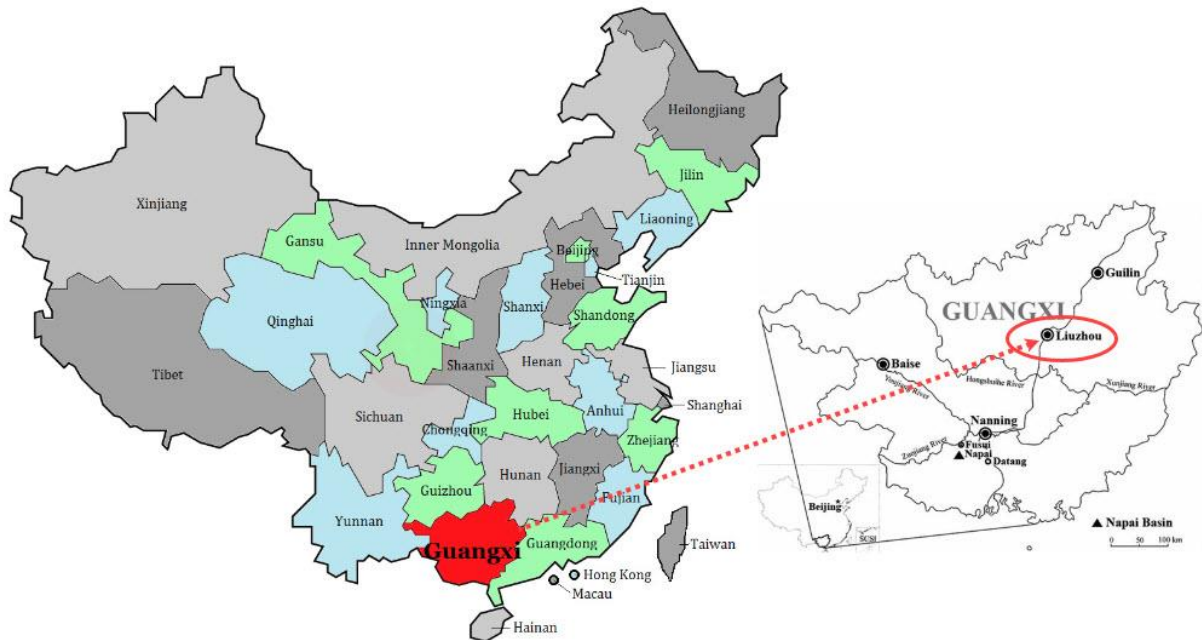 Heilongjiang
Jilin
Xinjiang
Liaoning
Gansu
Inner Mongolia
Beijing
Tianjin
Hebei
Ningxia
Shanxi
Qinghai
Shandong
Shaanxi
Henan
Jiangsu
Tibet
Sichuan
Hubei
Anhui
Shanghai
Chongqing
Zhejiang
Hunan
Jiangxi
Guizhou
Fujian
Yunnan
Guangxi
Guangdong
Taiwan
Hong Kong
Macau
Hainan
Guilin
GUANGXI
Liuzhou
Baise
Youjiang River
Hongshuihe River
Xunjiang River
Nanning
Zuojiang River
Fusui
Napai
Datang
Beijing
SCSI
Napai Basin
0 50 100 km